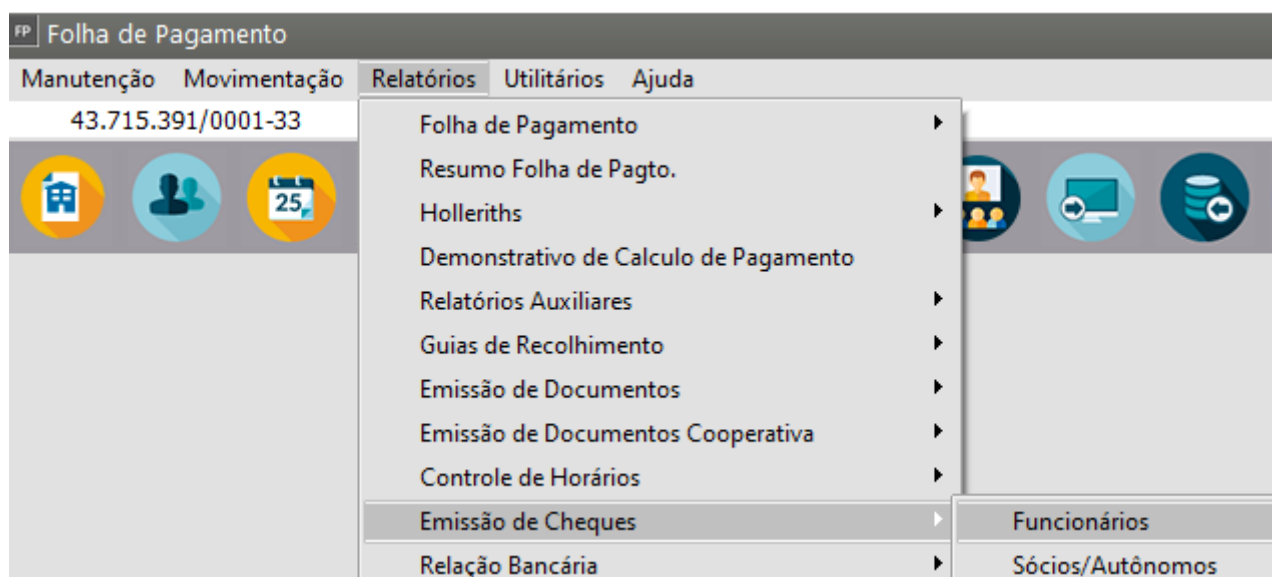 FP Folha de Pagamento
Manutenção Movimentação Relatórios Utilitários Ajuda
43.715.391/0001-33
25
Folha de Pagamento
Resumo Folha de Pagto.
Holleriths
Demonstrativo de Calculo de Pagamento
Relatórios Auxiliares
Guias de Recolhimento
Emissão de Documentos
Emissão de Documentos Cooperativa
Controle de Horários
Emissão de Cheques
Funcionários
Relação Bancária
Sócios/Autônomos